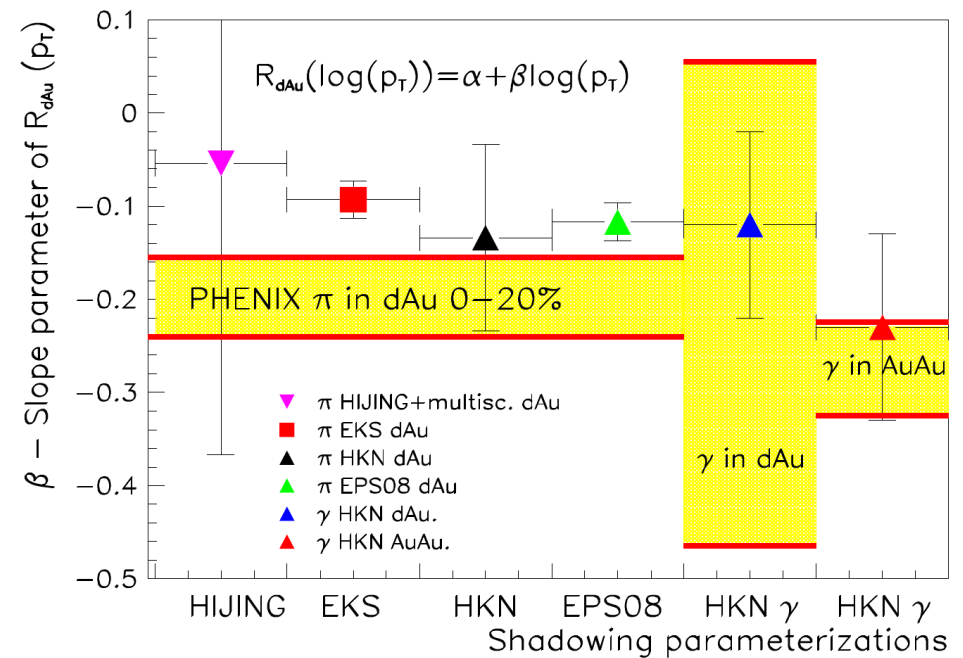 β − Slope parameter of R_dAu (p_T)
0.1
0
−0.1
−0.2
−0.3
−0.4
−0.5
R_dAu(log(p_T))=α+βlog(p_T)
PHENIX π in dAu 0−20%
γ in AuAu
γ in dAu
π HIJING+multisc. dAu
π EKS dAu
π HKN dAu
π EPS08 dAu
γ HKN dAu.
γ HKN AuAu.
HIJING EKS HKN EPS08 HKN γ HKN γ
Shadowing parameterizations